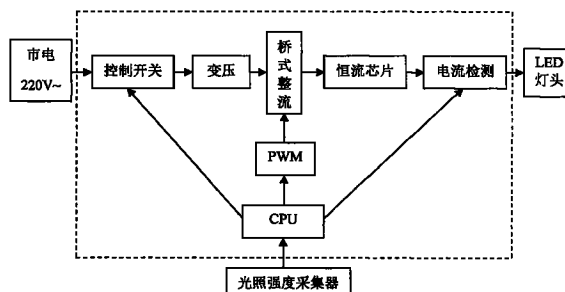 市电
220V~
控制开关
变压
桥式整流
恒流芯片
电流检测
LED
灯头
PWM
CPU
光照强度采集器